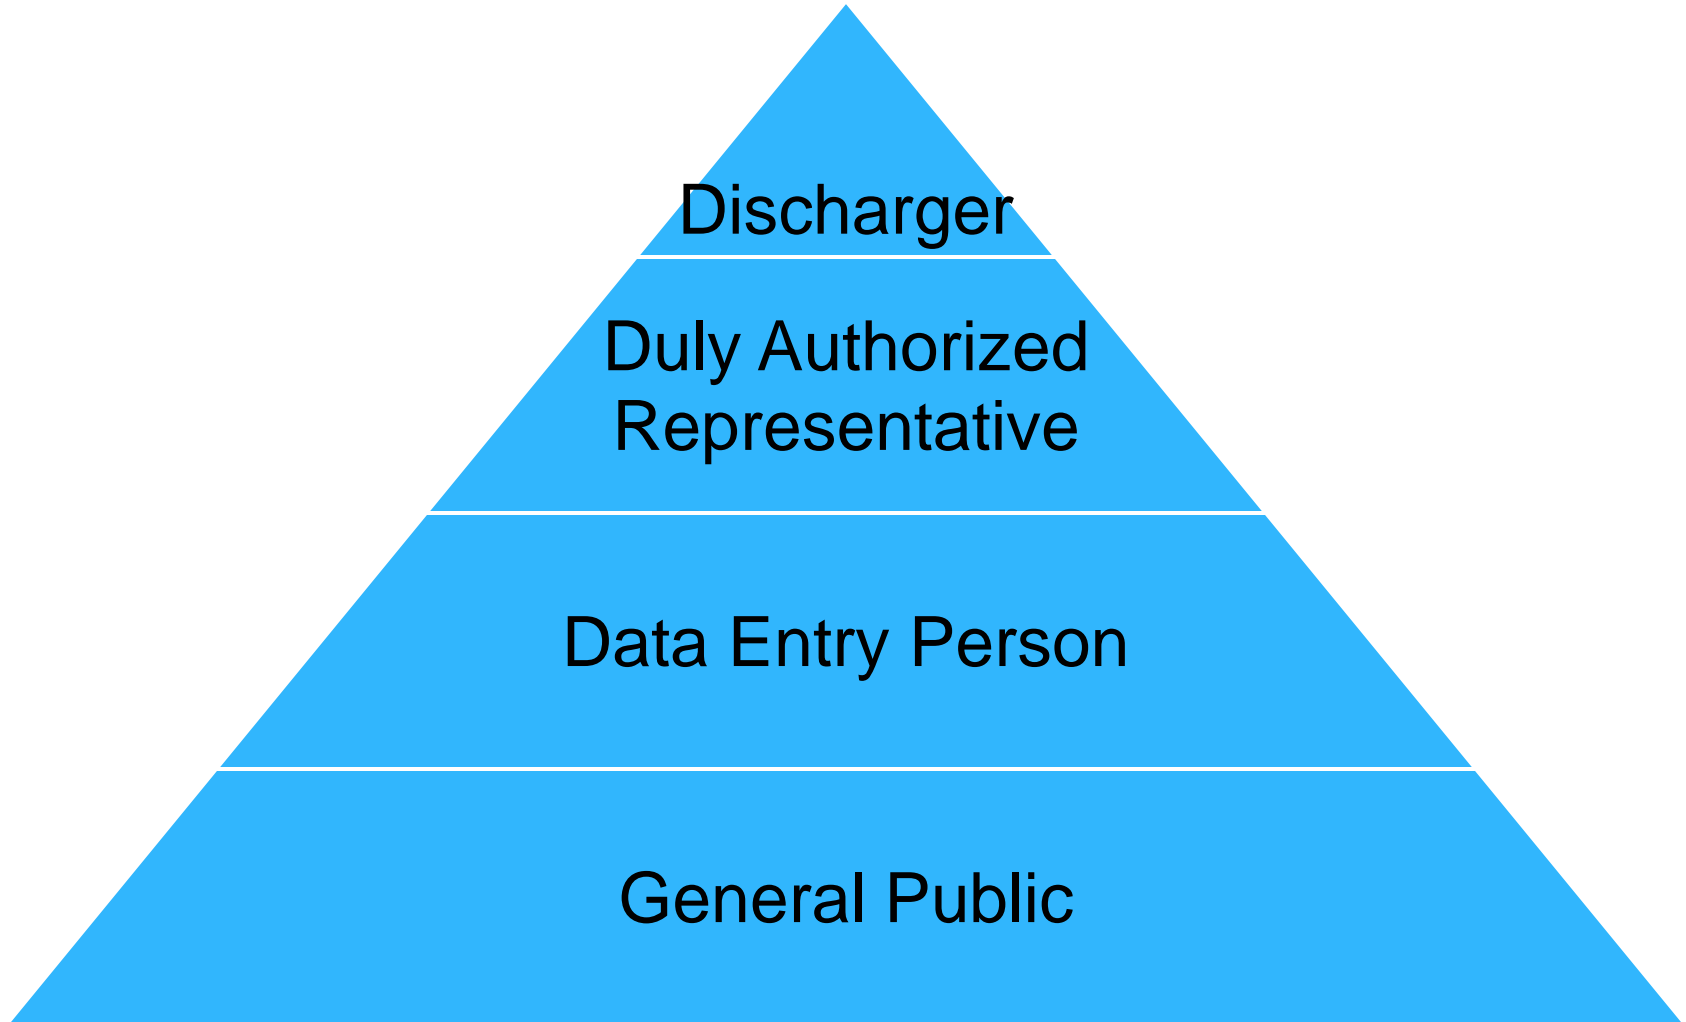 Discharger
Duly Authorized
Representative
Data Entry Person
General Public